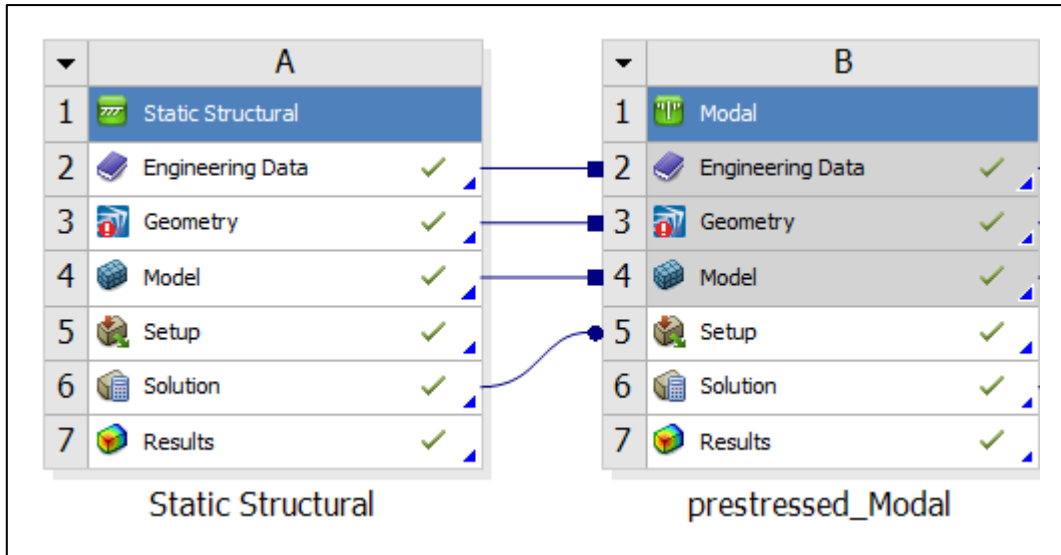 A
1 Static Structural
2 Engineering Data
3 Geometry
4 Model
5 Setup
6 Solution
7 Results
Static Structural
B
1 Modal
2 Engineering Data
3 Geometry
4 Model
5 Setup
6 Solution
7 Results
prestressed_Modal